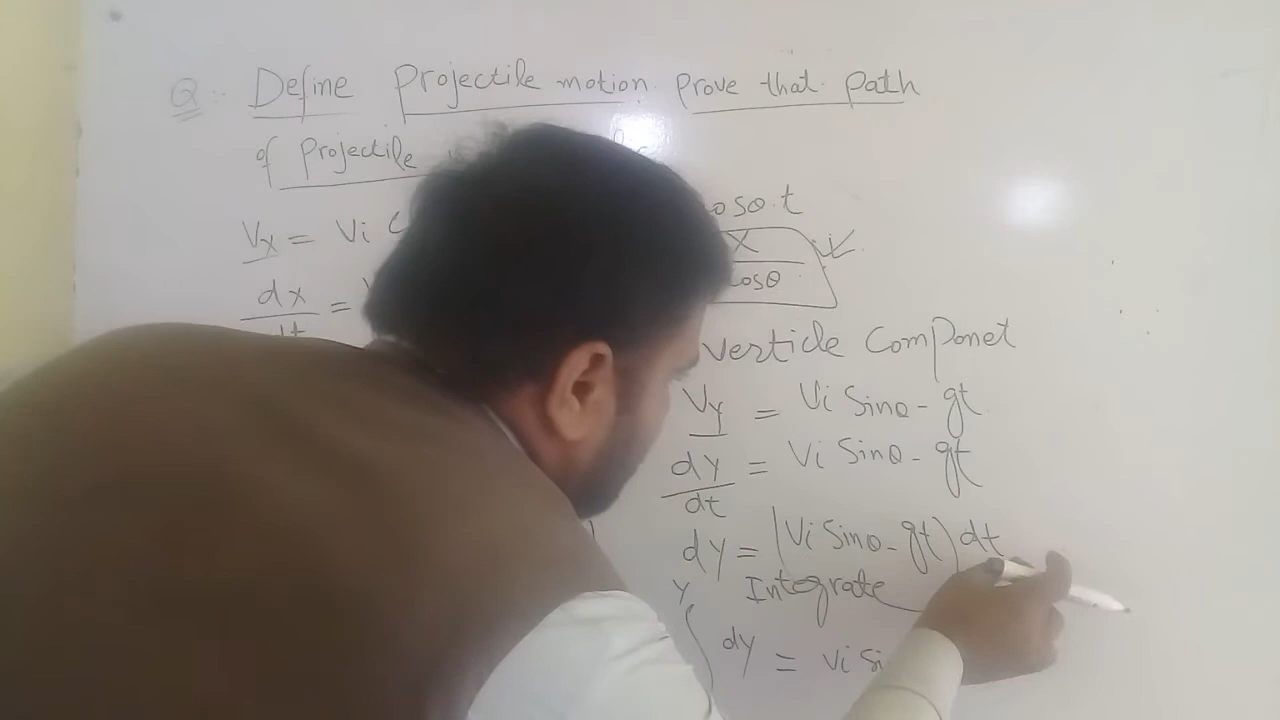 Q:- Define Projectile motion. Prove that Path
of Projectile
Vx = Vi
dx
dt
=
osθ.t
X
cosθ
Verticle Componet
Vy = Vi Sinθ - gt
dy
dt
= Vi Sinθ - gt
dy = (Vi Sinθ - gt) dt
Integrate
y
∫ dy = Vi Si